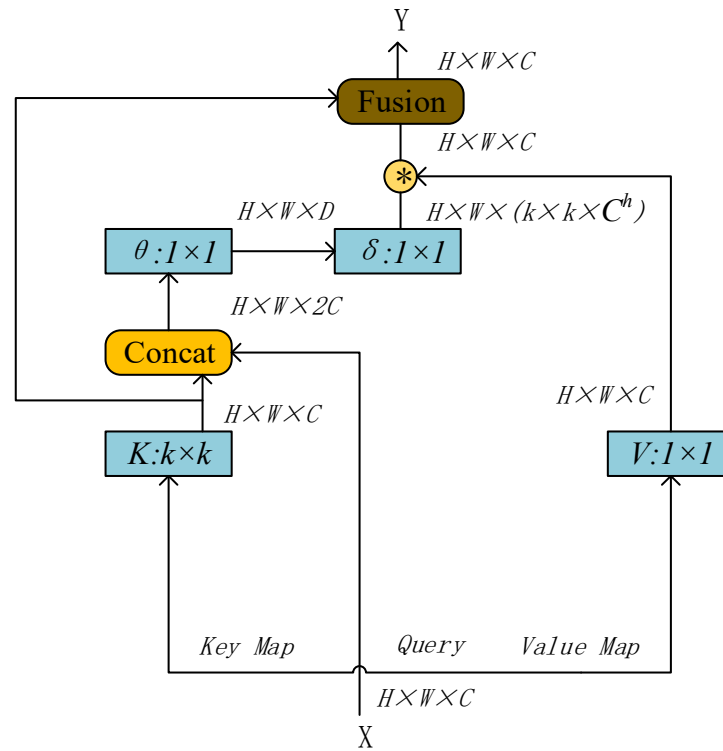 Y
H×W×C
Fusion
H×W×C
*
H×W×D
H×W×(k×k×C^h)
θ:1×1
δ:1×1
H×W×2C
Concat
H×W×C
H×W×C
K:k×k
V:1×1
Key Map
Query
Value Map
H×W×C
X